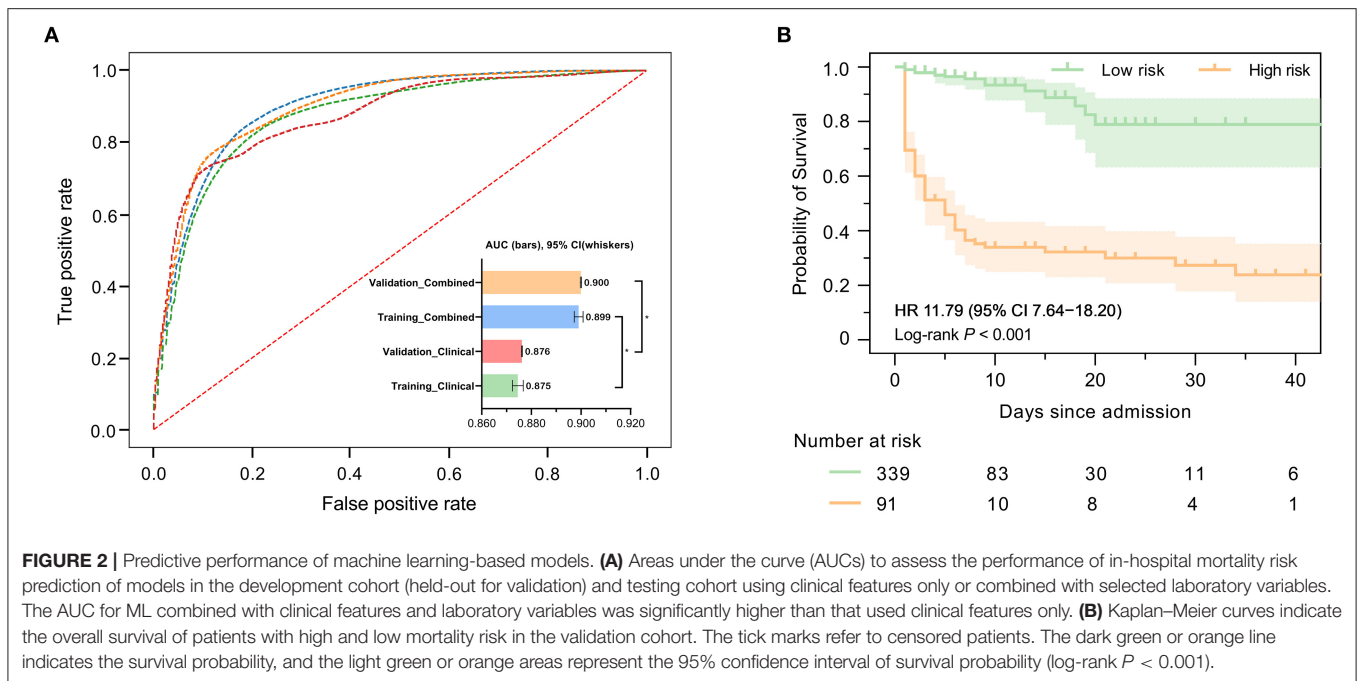 A
1.0
0.8
0.6
0.4
0.2
0.0
True positive rate
0.0 0.2 0.4 0.6 0.8 1.0
False positive rate
AUC (bars), 95% CI(whiskers)
Validation_Combined 0.900
Training_Combined 0.899
Validation_Clinical 0.876
Training_Clinical 0.875
*
*
0.860 0.880 0.900 0.920
B
1.0
0.8
0.6
0.4
0.2
0
Probability of Survival
Low risk High risk
HR 11.79 (95% CI 7.64−18.20)
Log-rank P < 0.001
0 10 20 30 40
Days since admission
Number at risk
339 83 30 11 6
91 10 8 4 1
FIGURE 2 | Predictive performance of machine learning-based models. (A) Areas under the curve (AUCs) to assess the performance of in-hospital mortality risk
prediction of models in the development cohort (held-out for validation) and testing cohort using clinical features only or combined with selected laboratory variables.
The AUC for ML combined with clinical features and laboratory variables was significantly higher than that used clinical features only. (B) Kaplan–Meier curves indicate
the overall survival of patients with high and low mortality risk in the validation cohort. The tick marks refer to censored patients. The dark green or orange line
indicates the survival probability, and the light green or orange areas represent the 95% confidence interval of survival probability (log-rank P < 0.001).